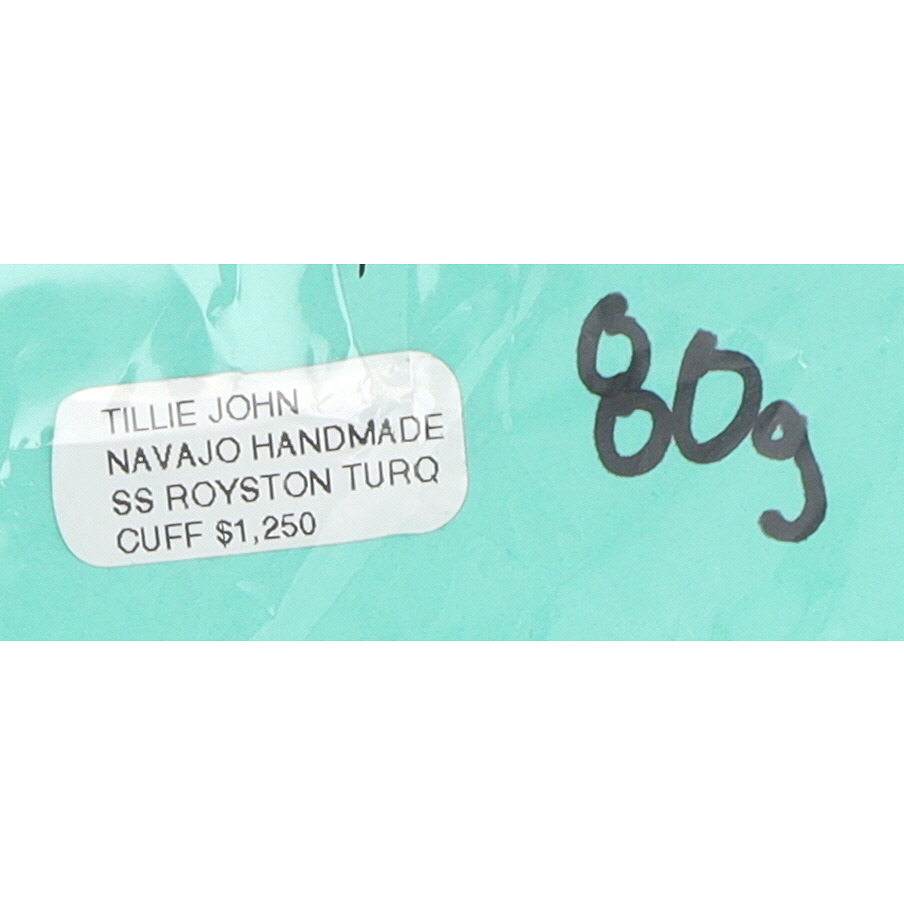 TILLIE JOHN
NAVAJO HANDMADE
SS ROYSTON TURQ
CUFF $1,250
80g